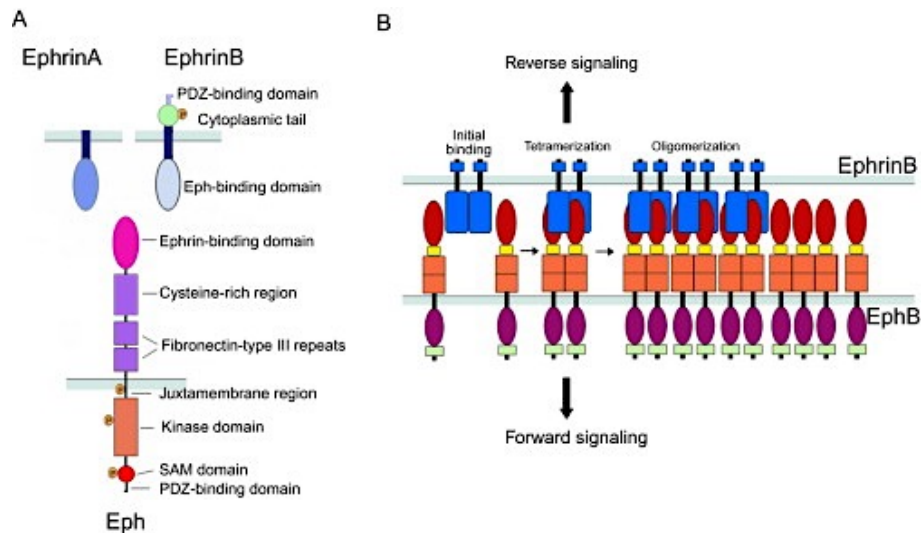 A
EphrinA
EphrinB
PDZ-binding domain
P
Cytoplasmic tail
Eph-binding domain
Ephrin-binding domain
Cysteine-rich region
Fibronectin-type III repeats
P
Juxtamembrane region
P
Kinase domain
P
SAM domain
PDZ-binding domain
Eph
B
Reverse signaling
Initial
binding
Tetramerization
Oligomerization
EphrinB
EphB
Forward signaling